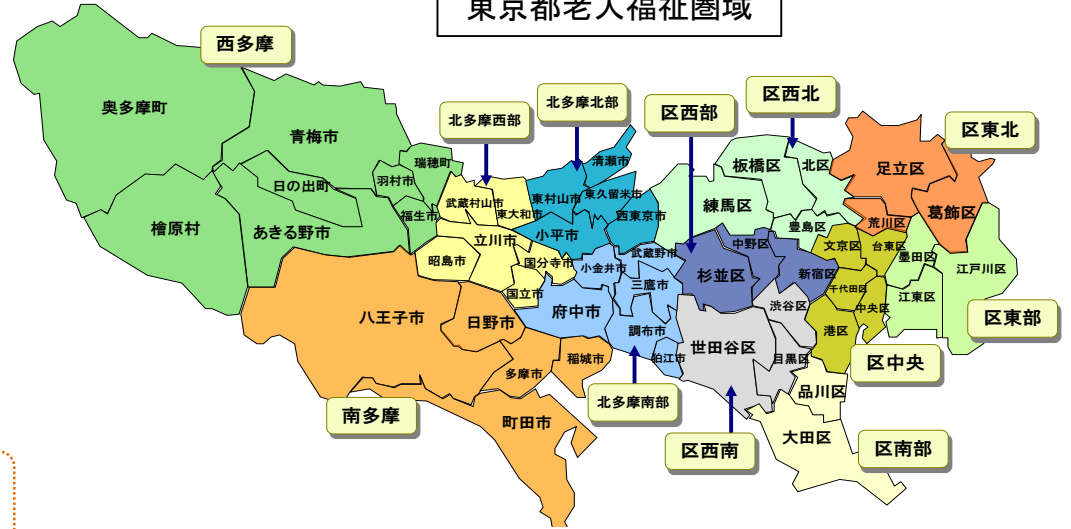 東京都老人福祉圏域
西多摩
奥多摩町
青梅市
瑞穂町
羽村市
日の出町
福生市
檜原村
あきる野市
北多摩西部
武蔵村山市
東大和市
立川市
昭島市
国分寺市
国立市
北多摩北部
清瀬市
東村山市
東久留米市
西東京市
小平市
区西部
中野区
杉並区
新宿区
区西北
板橋区
北区
練馬区
豊島区
区東北
足立区
荒川区
葛飾区
文京区
台東区
千代田区
中央区
港区
区中央
墨田区
江戸川区
江東区
区東部
武蔵野市
小金井市
三鷹市
府中市
調布市
狛江市
北多摩南部
渋谷区
世田谷区
目黒区
区西南
品川区
大田区
区南部
八王子市
日野市
多摩市
稲城市
町田市
南多摩